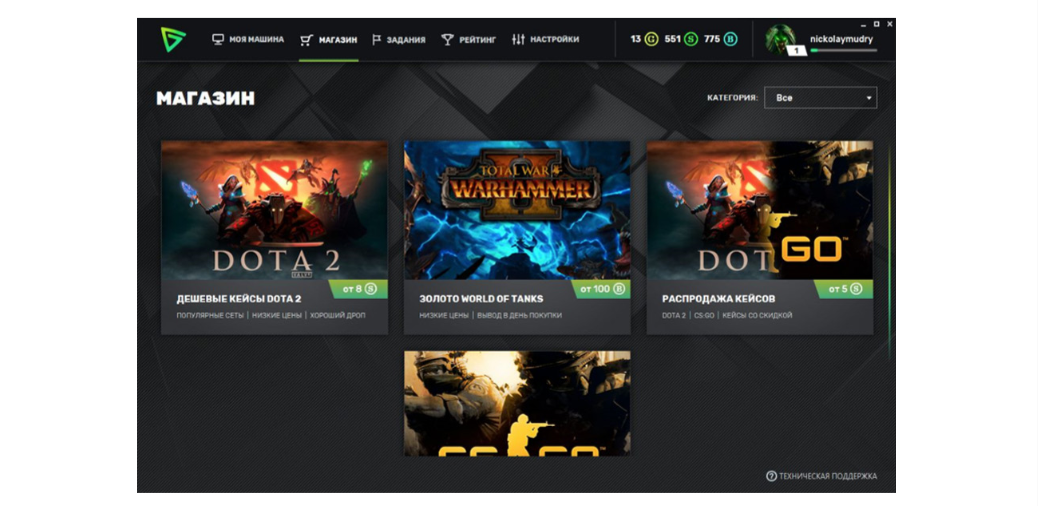 МОЯ МАШИНА МАГАЗИН ЗАДАНИЯ РЕЙТИНГ НАСТРОЙКИ 13 G 551 S 775 B nickolaymudry
1
МАГАЗИН КАТЕГОРИЯ: Все
DOTA 2
TOTAL WAR
WARHAMMER
II
DOT
GO™
от 8 S
ДЕШЕВЫЕ КЕЙСЫ DOTA 2
ПОПУЛЯРНЫЕ СЕТЫ | НИЗКИЕ ЦЕНЫ | ХОРОШИЙ ДРОП
от 100 B
ЗОЛОТО WORLD OF TANKS
НИЗКИЕ ЦЕНЫ | ВЫВОД В ДЕНЬ ПОКУПКИ
от 5 S
РАСПРОДАЖА КЕЙСОВ
DOTA 2 | CS:GO | КЕЙСЫ СО СКИДКОЙ
CS GO™
ТЕХНИЧЕСКАЯ ПОДДЕРЖКА